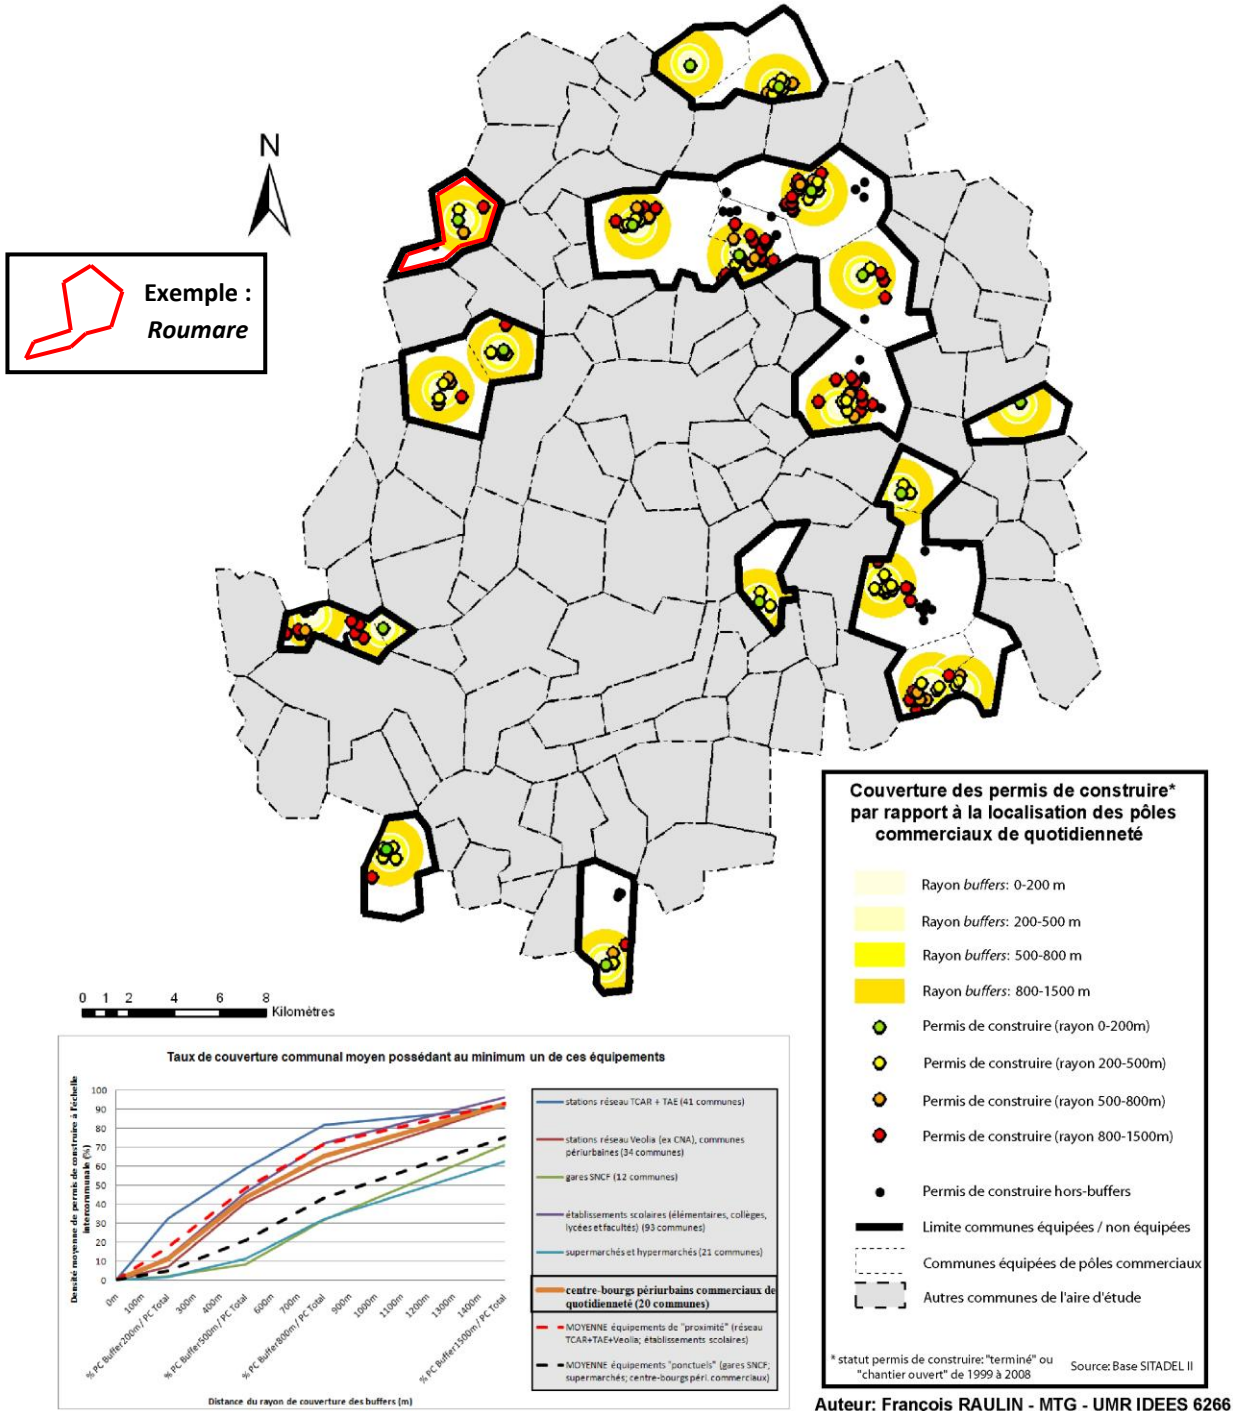 N
Exemple :
Roumare
0 1 2 4 6 8
Kilomètres
Couverture des permis de construire*
par rapport à la localisation des pôles
commerciaux de quotidienneté
Rayon buffers: 0-200 m
Rayon buffers: 200-500 m
Rayon buffers: 500-800 m
Rayon buffers: 800-1500 m
Permis de construire (rayon 0-200m)
Permis de construire (rayon 200-500m)
Permis de construire (rayon 500-800m)
Permis de construire (rayon 800-1500m)
Permis de construire hors-buffers
Limite communes équipées / non équipées
Communes équipées de pôles commerciaux
Autres communes de l'aire d'étude
* statut permis de construire: "terminé" ou
"chantier ouvert" de 1999 à 2008
Source: Base SITADEL II
Auteur: François RAULIN - MTG - UMR IDEES 6266
Taux de couverture communal moyen possédant au minimum un de ces équipements
Densité moyenne de permis de construire à l'échelle
intercommunale (%)
100
90
80
70
60
50
40
30
20
10
0
0m
100m
% PC Buffer200m / PC Total
300m
400m
% PC Buffer500m / PC Total
600m
700m
% PC Buffer800m / PC Total
900m
1000m
1100m
1200m
1300m
1400m
% PC Buffer1500m / PC Total
Distance du rayon de couverture des buffers (m)
stations réseau TCAR + TAE (41 communes)
stations réseau Veolia (ex CNA), communes
périurbaines (34 communes)
gares SNCF (12 communes)
établissements scolaires (élémentaires, collèges,
lycées et facultés) (93 communes)
supermarchés et hypermarchés (21 communes)
centre-bourgs périurbains commerciaux de
quotidienneté (20 communes)
MOYENNE équipements de "proximité" (réseau
TCAR+TAE+Veolia; établissements scolaires)
MOYENNE équipements "ponctuels" (gares SNCF;
supermarchés; centre-bourgs péri. commerciaux)